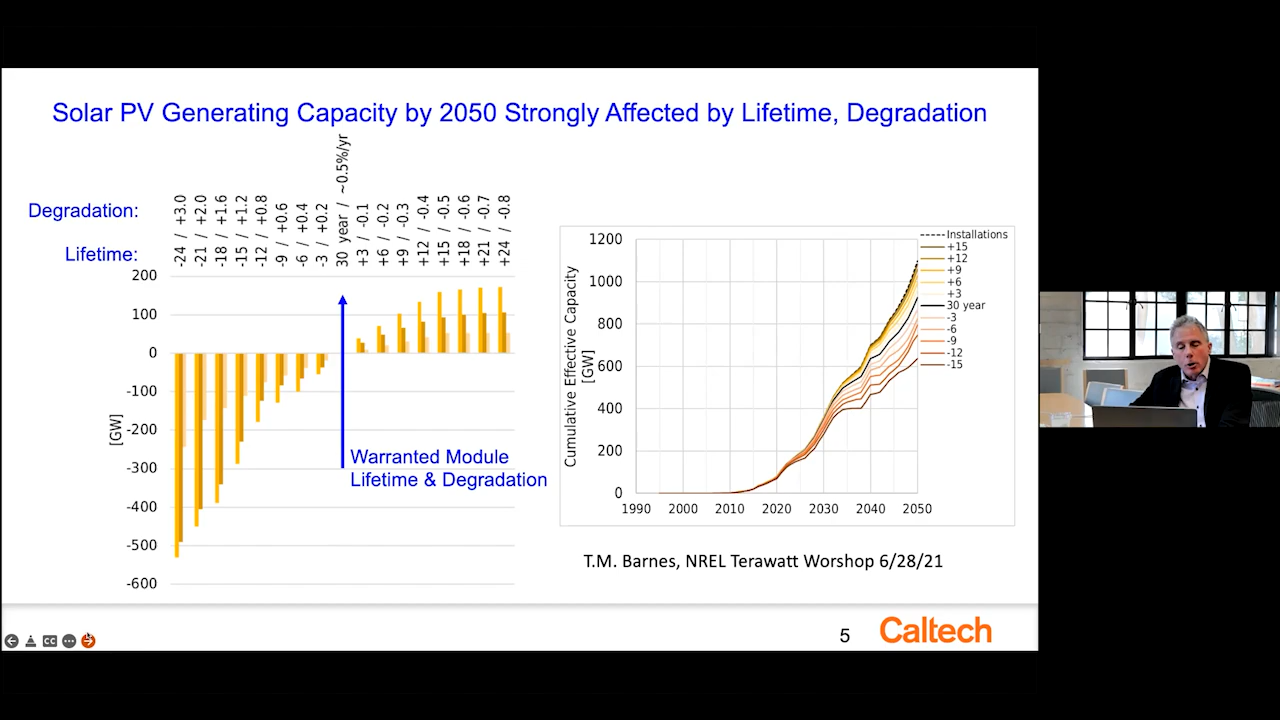 Solar PV Generating Capacity by 2050 Strongly Affected by Lifetime, Degradation
Degradation:
Lifetime:
-24 / +3.0
-21 / +2.0
-18 / +1.6
-15 / +1.2
-12 / +0.8
-9 / +0.6
-6 / +0.4
-3 / +0.2
30 year / ~0.5%/yr
+3 / -0.1
+6 / -0.2
+9 / -0.3
+12 / -0.4
+15 / -0.5
+18 / -0.6
+21 / -0.7
+24 / -0.8
200
100
0
-100
-200
-300
-400
-500
-600
[GW]
Warranted Module
Lifetime & Degradation
Cumulative Effective Capacity
[GW]
1200
1000
800
600
400
200
0
1990 2000 2010 2020 2030 2040 2050
Installations
+15
+12
+9
+6
+3
30 year
-3
-6
-9
-12
-15
T.M. Barnes, NREL Terawatt Worshop 6/28/21
CC
5
Caltech